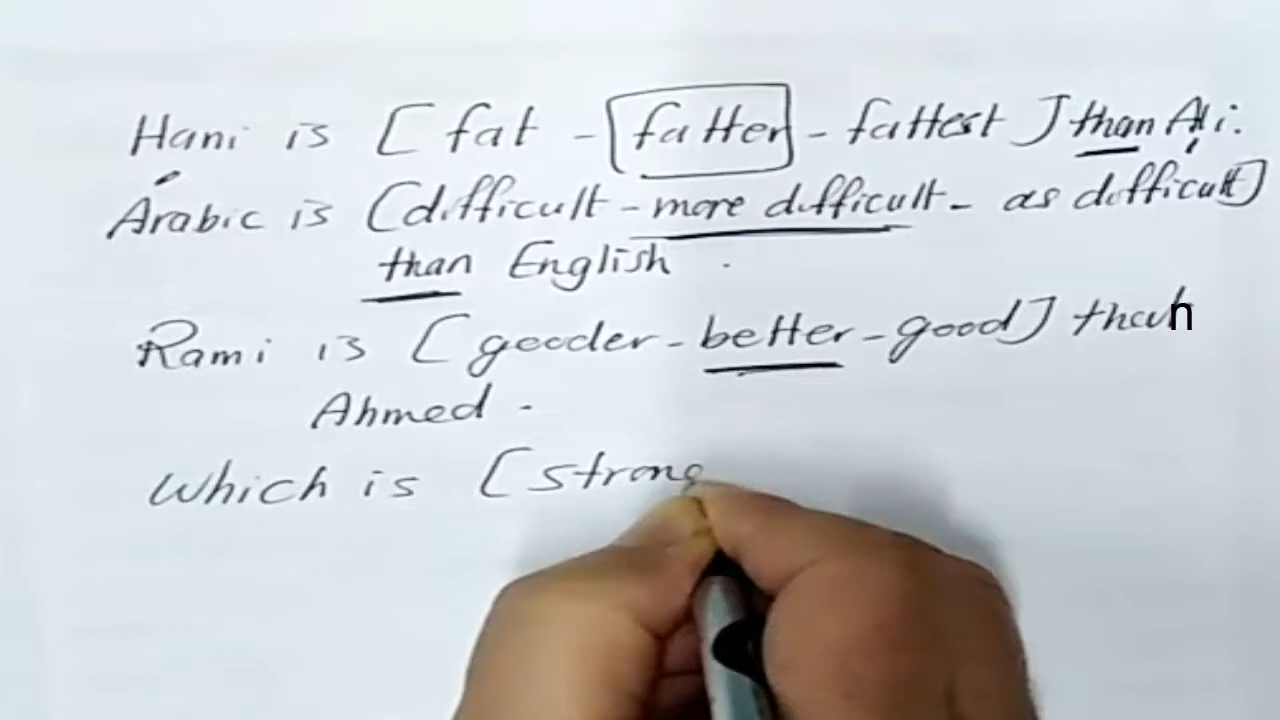 Hani is [ fat - fatter - fattest ] than Ali.
Arabic is (difficult - more difficult - as difficult]
than English .
Rami is [ gooder - better - good ] than
Ahmed .
Which is [ strong